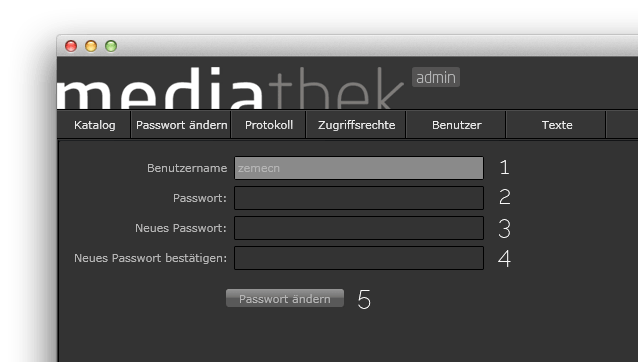 mediathek admin
Katalog Passwort ändern Protokoll Zugriffsrechte Benutzer Texte
Benutzername zemecn 1
Passwort: 2
Neues Passwort: 3
Neues Passwort bestätigen: 4
Passwort ändern 5